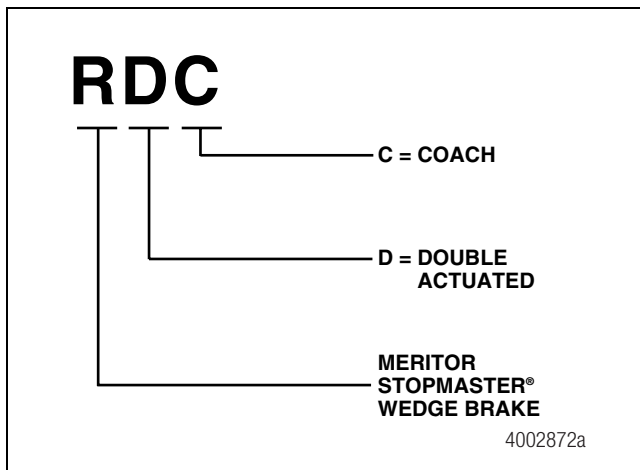 RDC
C = COACH
D = DOUBLE
ACTUATED
MERITOR
STOPMASTER®
WEDGE BRAKE
4002872a